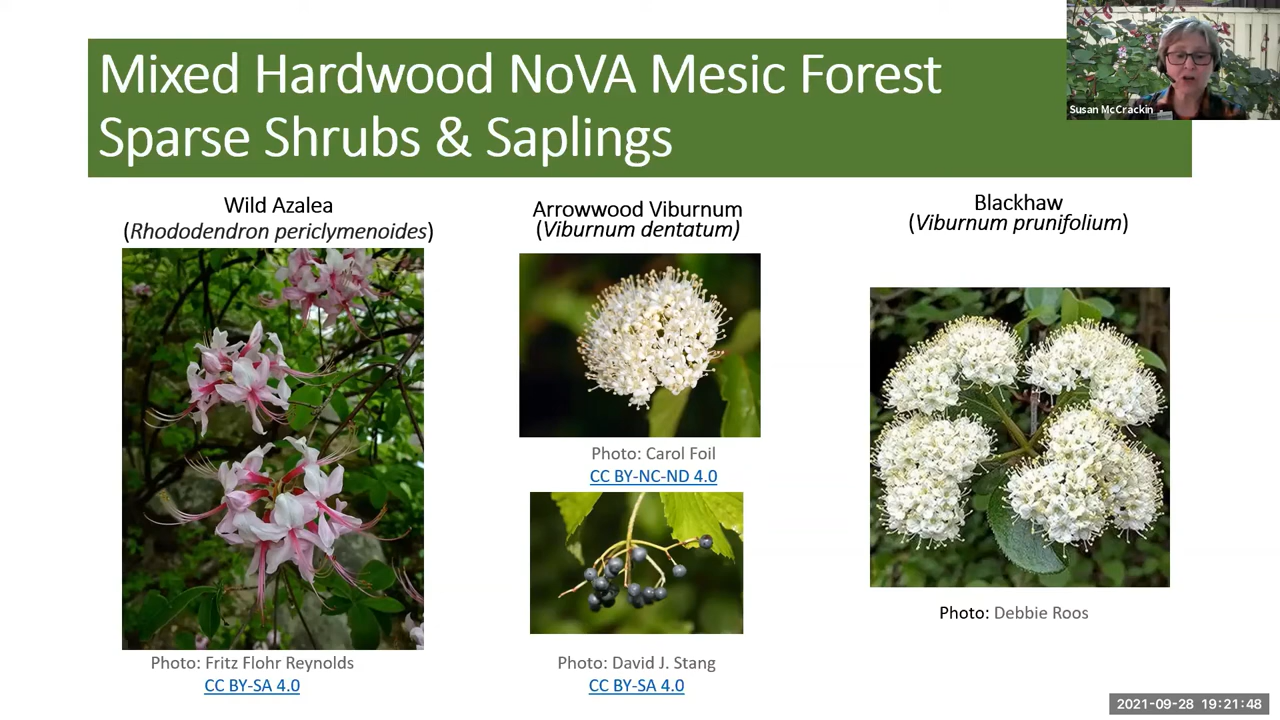 Mixed Hardwood NoVA Mesic Forest
Sparse Shrubs & Saplings
Susan McCrackin
Wild Azalea
(Rhododendron periclymenoides)
Photo: Fritz Flohr Reynolds
CC BY-SA 4.0
Arrowwood Viburnum
(Viburnum dentatum)
Photo: Carol Foil
CC BY-NC-ND 4.0
Photo: David J. Stang
CC BY-SA 4.0
Blackhaw
(Viburnum prunifolium)
Photo: Debbie Roos
2021-09-28 19:21:48